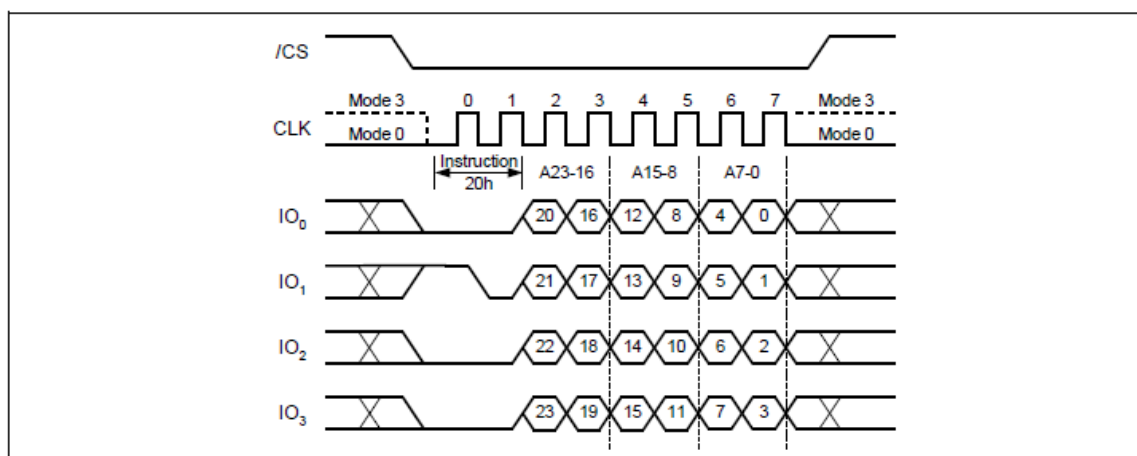 /CS
Mode 3 0 1 2 3 4 5 6 7 Mode 3
CLK Mode 0 Mode 0
Instruction A23-16 A15-8 A7-0
20h
IO0 20 16 12 8 4 0
IO1 21 17 13 9 5 1
IO2 22 18 14 10 6 2
IO3 23 19 15 11 7 3